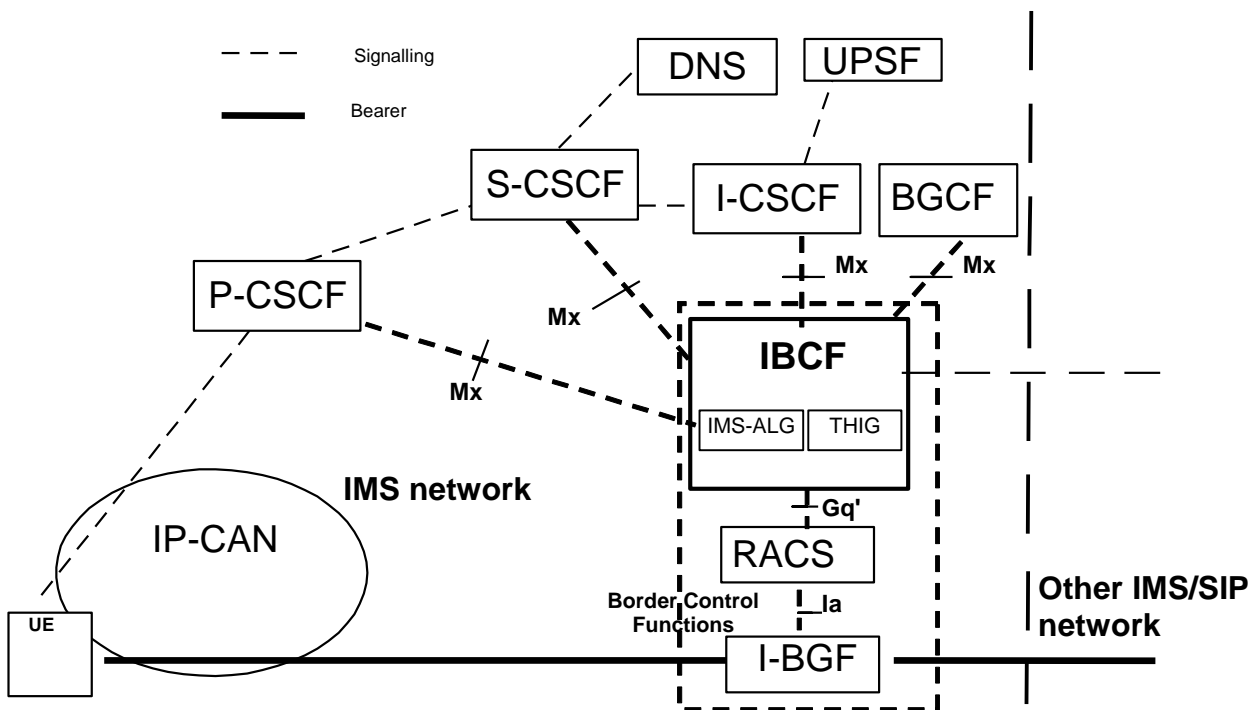 Signalling
DNS
UPSF
Bearer
S-CSCF
I-CSCF
BGCF
P-CSCF
Mx
Mx
Mx
Mx
IBCF
IMS-ALG
THIG
IMS network
Gq'
IP-CAN
RACS
Other IMS/SIP
network
Border Control
Functions
Ia
UE
I-BGF